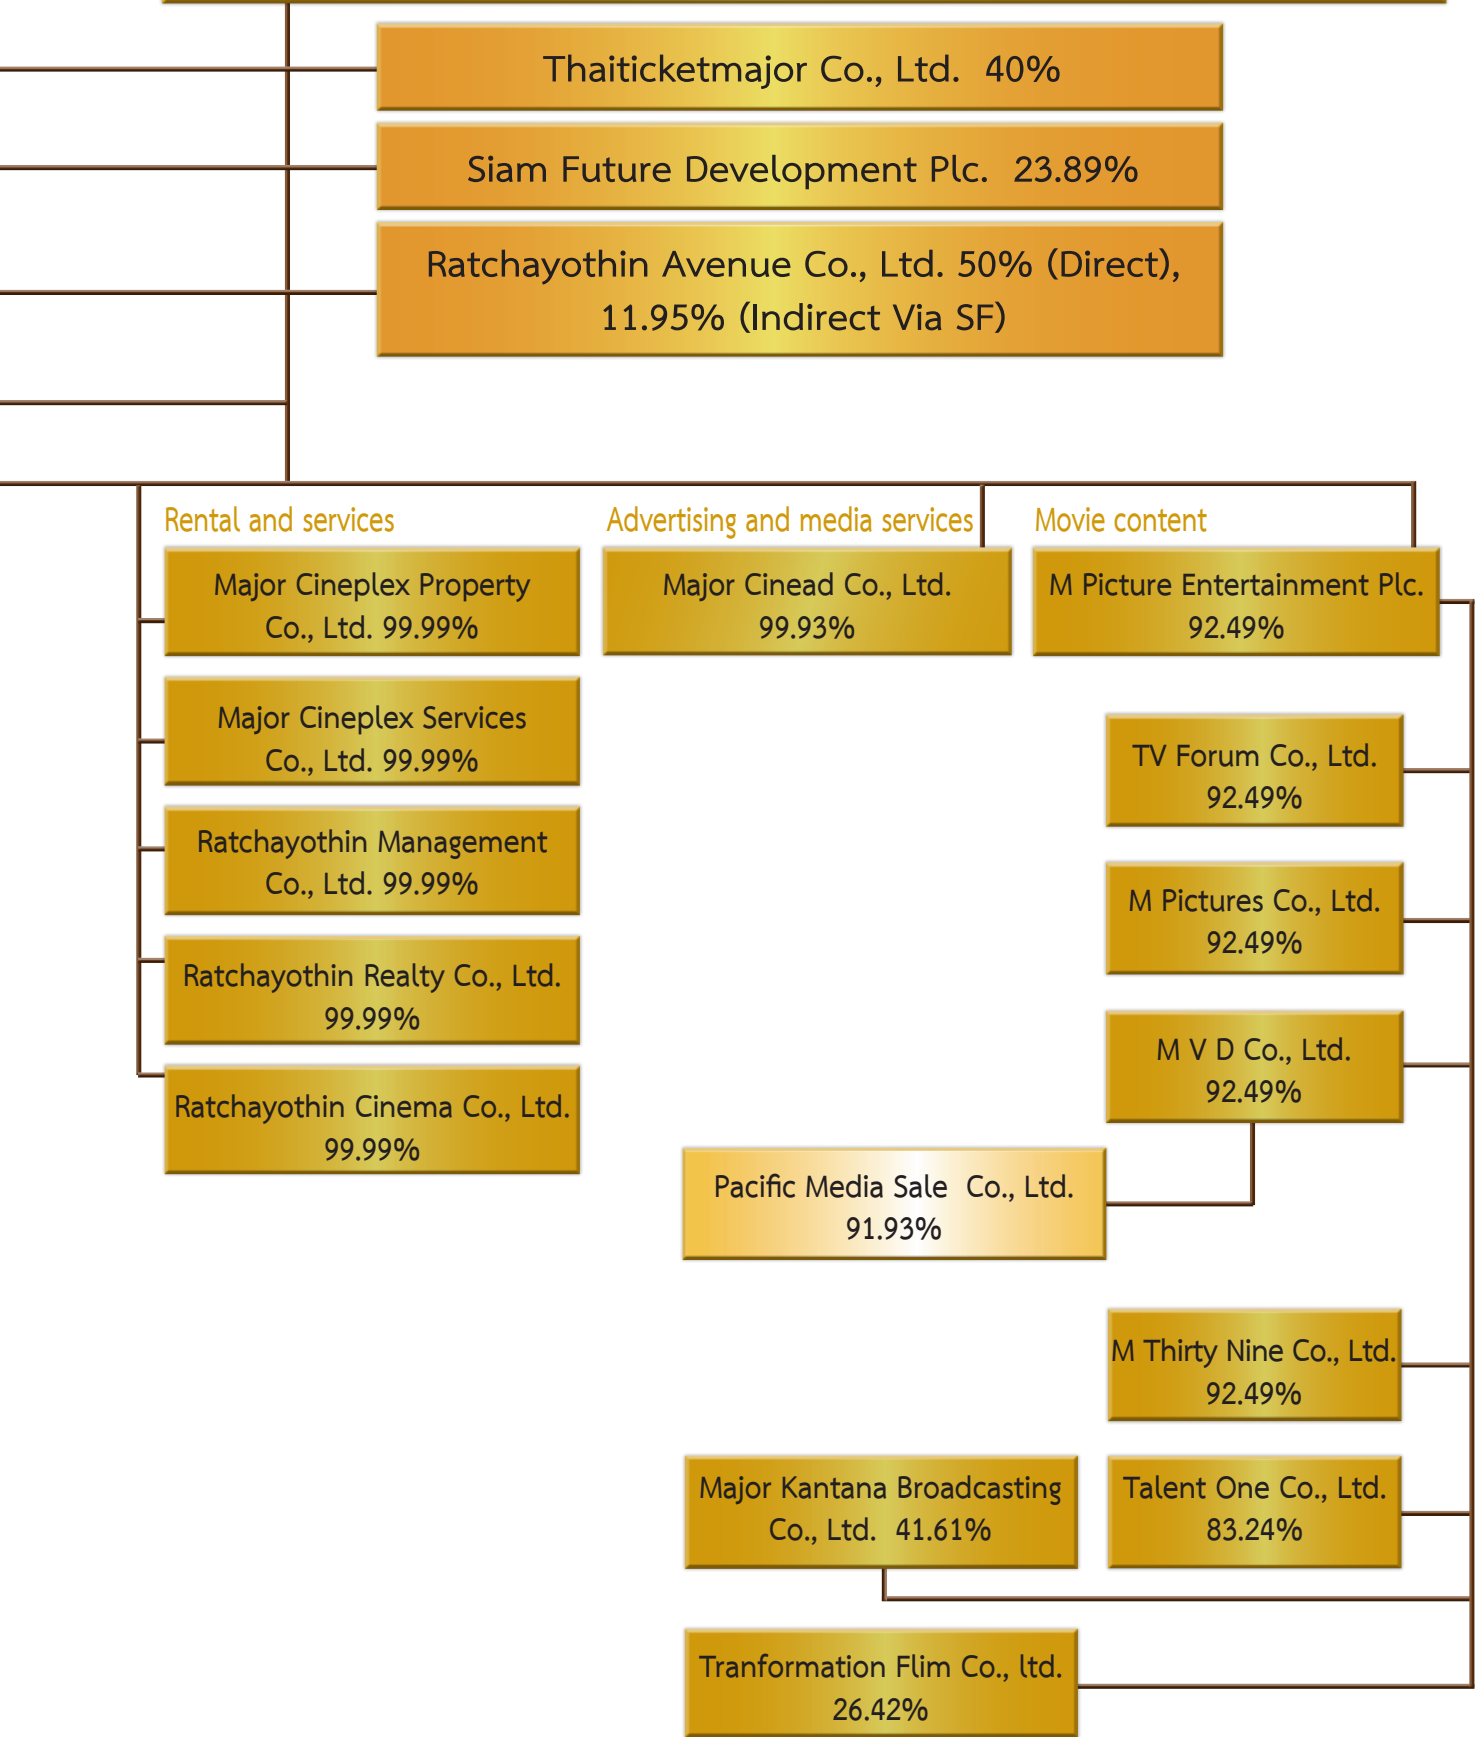 Thaiticketmajor Co., Ltd. 40%
Siam Future Development Plc. 23.89%
Ratchayothin Avenue Co., Ltd. 50% (Direct),
11.95% (Indirect Via SF)
Rental and services
Major Cineplex Property
Co., Ltd. 99.99%
Major Cineplex Services
Co., Ltd. 99.99%
Ratchayothin Management
Co., Ltd. 99.99%
Ratchayothin Realty Co., Ltd.
99.99%
Ratchayothin Cinema Co., Ltd.
99.99%
Advertising and media services
Major Cinead Co., Ltd.
99.93%
Movie content
M Picture Entertainment Plc.
92.49%
TV Forum Co., Ltd.
92.49%
M Pictures Co., Ltd.
92.49%
M V D Co., Ltd.
92.49%
Pacific Media Sale Co., Ltd.
91.93%
M Thirty Nine Co., Ltd.
92.49%
Major Kantana Broadcasting
Co., Ltd. 41.61%
Talent One Co., Ltd.
83.24%
Tranformation Flim Co., ltd.
26.42%